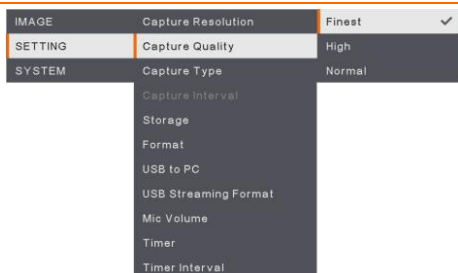 IMAGE
SETTING
SYSTEM
Capture Resolution
Capture Quality
Capture Type
Capture Interval
Storage
Format
USB to PC
USB Streaming Format
Mic Volume
Timer
Timer Interval
Finest
High
Normal